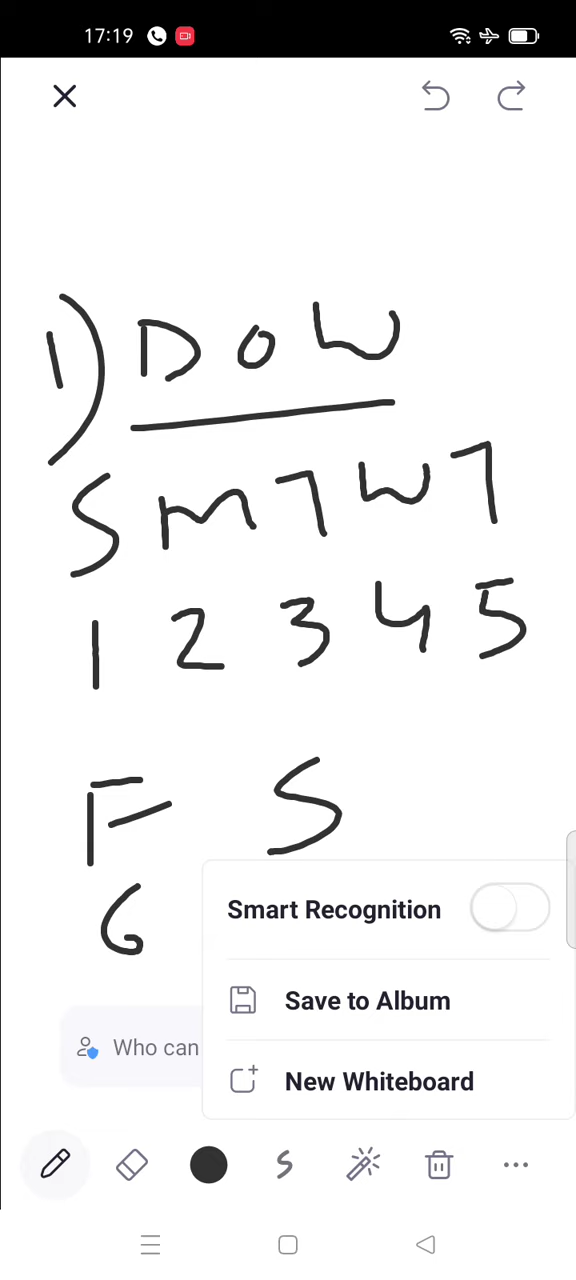 17:19
1) DOW
S M T W T
1 2 3 4 5
F S
6
Smart Recognition
Save to Album
Who can
New Whiteboard